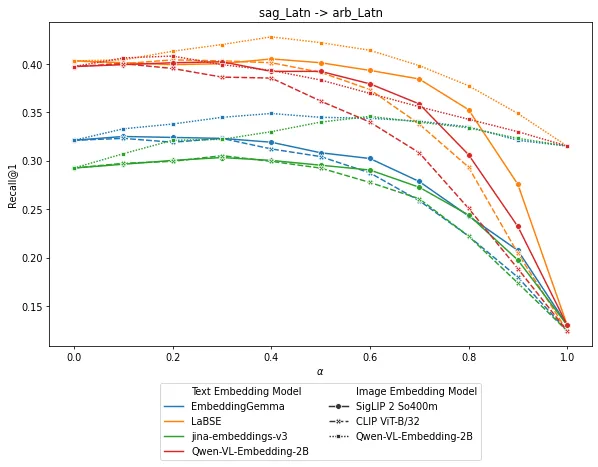 sag_Latn -> arb_Latn
Recall@1
0.40
0.35
0.30
0.25
0.20
0.15
0.0 0.2 0.4 0.6 0.8 1.0
α
Text Embedding Model Image Embedding Model
EmbeddingGemma SigLIP 2 So400m
LaBSE CLIP ViT-B/32
jina-embeddings-v3 Qwen-VL-Embedding-2B
Qwen-VL-Embedding-2B